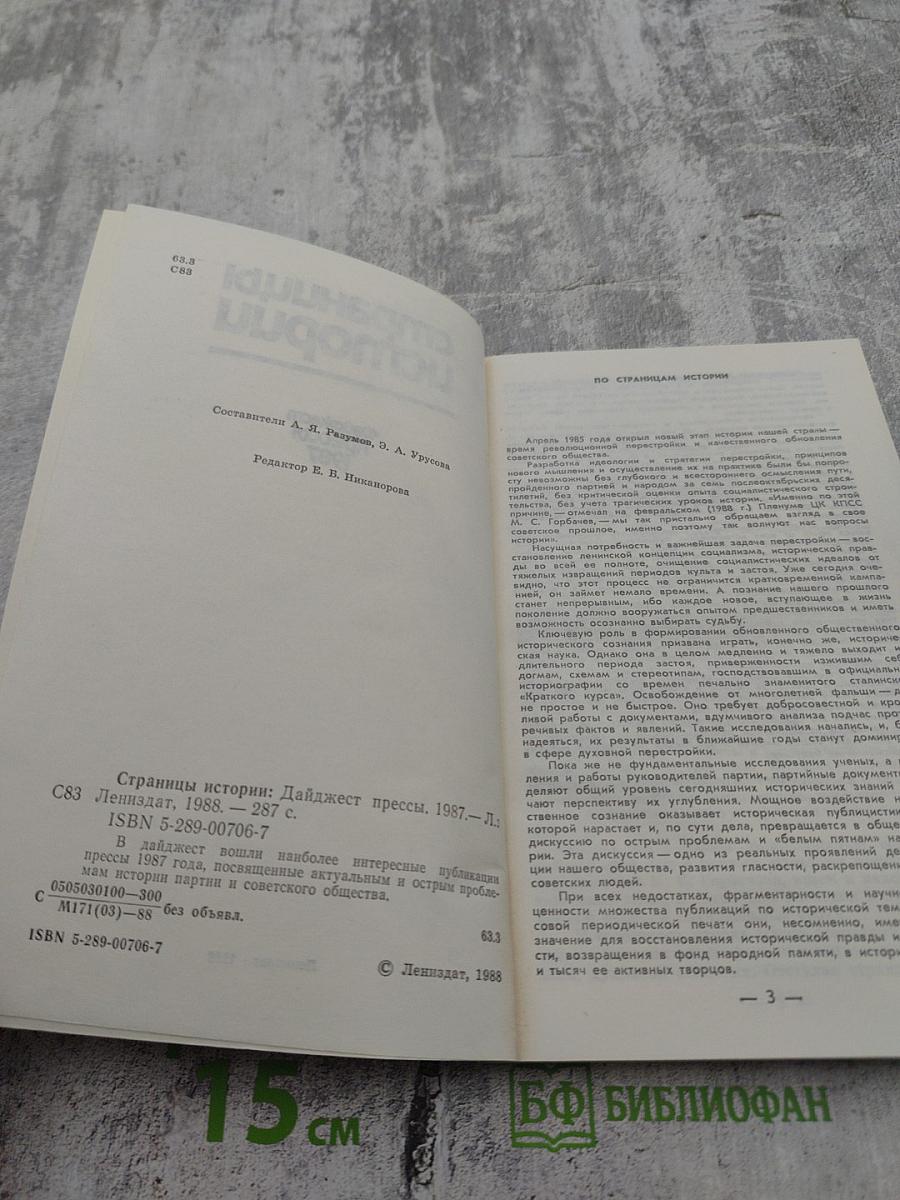 63.3
С83
Составители А. Я. Разумов, Э. А. Урусова
Редактор Е. Б. Никанорова
Страницы истории: Дайджест прессы. 1987.— Л.:
С83 Лениздат, 1988. — 287 с.
ISBN 5-289-00706-7
В дайджест вошли наиболее интересные публикации
прессы 1987 года, посвященные актуальным и острым пробле-
мам истории партии и советского общества.
С 0505030100—300
М171(03)—88 без объявл.
63.3
ISBN 5-289-00706-7
© Лениздат, 1988
ПО СТРАНИЦАМ ИСТОРИИ
Апрель 1985 года открыл новый этап истории нашей страны —
время революционной перестройки и качественного обновления
советского общества.
Разработка идеологии и стратегии перестройки, принципов
нового мышления и осуществление их на практике были бы попро-
сту невозможны без глубокого и всестороннего осмысления пути,
пройденного партией и народом за семь послеоктябрьских деся-
тилетий, без критической оценки опыта социалистического строи-
тельства, без учета трагических уроков истории. «Именно по этой
причине, — отмечал на февральском (1988 г.) Пленуме ЦК КПСС
М. С. Горбачев, — мы так пристально обращаем взгляд в свое
советское прошлое, именно поэтому так волнуют нас вопросы
истории».
Насущная потребность и важнейшая задача перестройки — вос-
становление ленинской концепции социализма, исторической прав-
ды во всей ее полноте, очищение социалистических идеалов от
тяжелых извращений периодов культа и застоя. Уже сегодня оче-
видно, что этот процесс не ограничится кратковременной кампа-
нией, он займет немало времени. А познание нашего прошлого
станет непрерывным, ибо каждое новое, вступающее в жизнь
поколение должно вооружаться опытом предшественников и иметь
возможность осознанно выбирать судьбу.
Ключевую роль в формировании обновленного общественного
исторического сознания призвана играть, конечно же, историче-
ская наука. Однако она в целом медленно и тяжело выходит и
длительного периода застоя, приверженности изжившим себ
догмам, схемам и стереотипам, господствовавшим в официальн
историографии со времен печально знаменитого сталинск
«Краткого курса». Освобождение от многолетней фальши — д
не простое и не быстрое. Оно требует добросовестной и кро
ливой работы с документами, вдумчивого анализа подчас прот
речивых фактов и явлений. Такие исследования начались, и, б
надеяться, их результаты в ближайшие годы станут доминир
в сфере духовной перестройки.
Пока же не фундаментальные исследования ученых, а
ления и работы руководителей партии, партийные документ
деляют общий уровень сегодняшних исторических знаний
чают перспективу их углубления. Мощное воздействие н
ственное сознание оказывает историческая публицисти
которой нарастает и, по сути дела, превращается в обще
дискуссию по острым проблемам и «белым пятнам» на
рии. Эта дискуссия — одно из реальных проявлений де
ции нашего общества, развития гласности, раскрепощен
советских людей.
При всех недостатках, фрагментарности и научн
ценности множества публикаций по исторической тем
совой периодической печати они, несомненно, име
значение для восстановления исторической правды и
сти, возвращения в фонд народной памяти, в истори
и тысяч ее активных творцов.
— 3 —
15 см
БФ БИБЛИОФАН